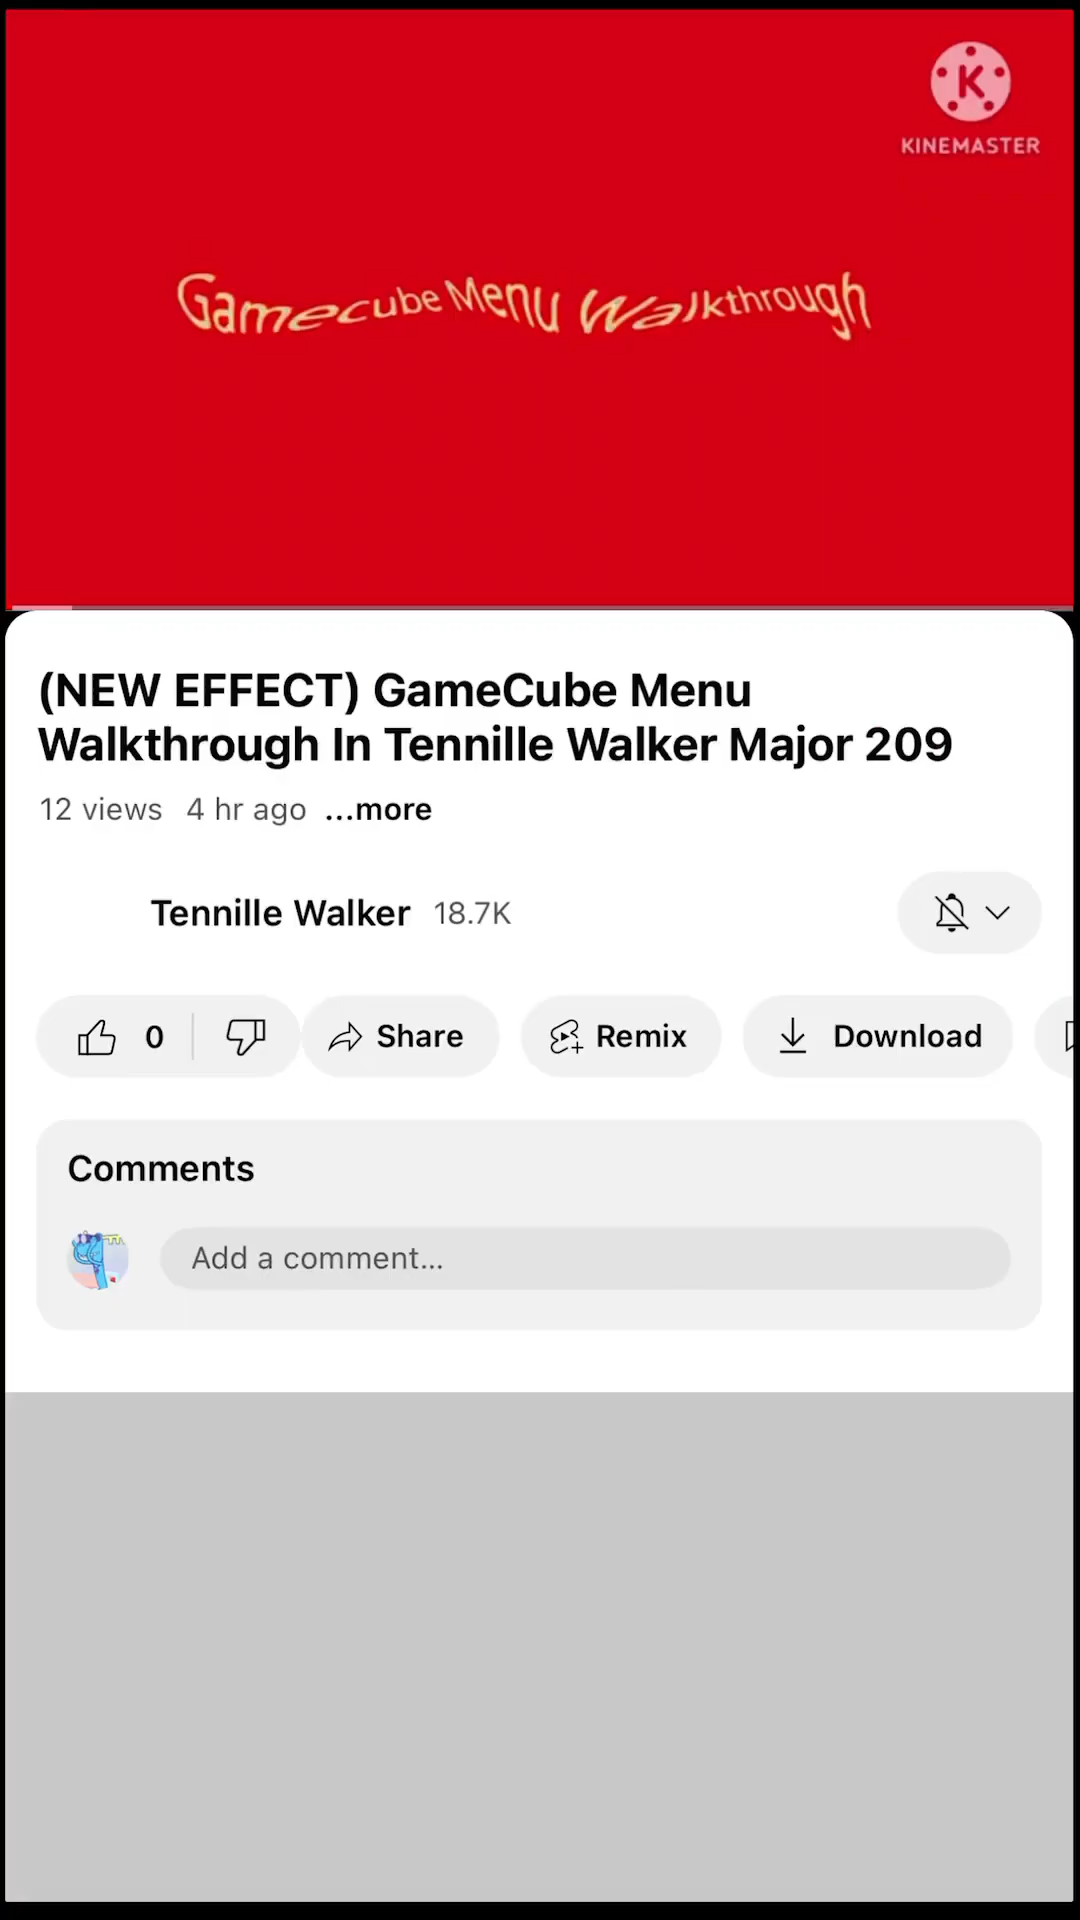 K
KINEMASTER
Gamecube Menu Walkthrough
(NEW EFFECT) GameCube Menu
Walkthrough In Tennille Walker Major 209
12 views 4 hr ago ...more
Tennille Walker 18.7K
0 Share Remix Download
Comments
Add a comment...